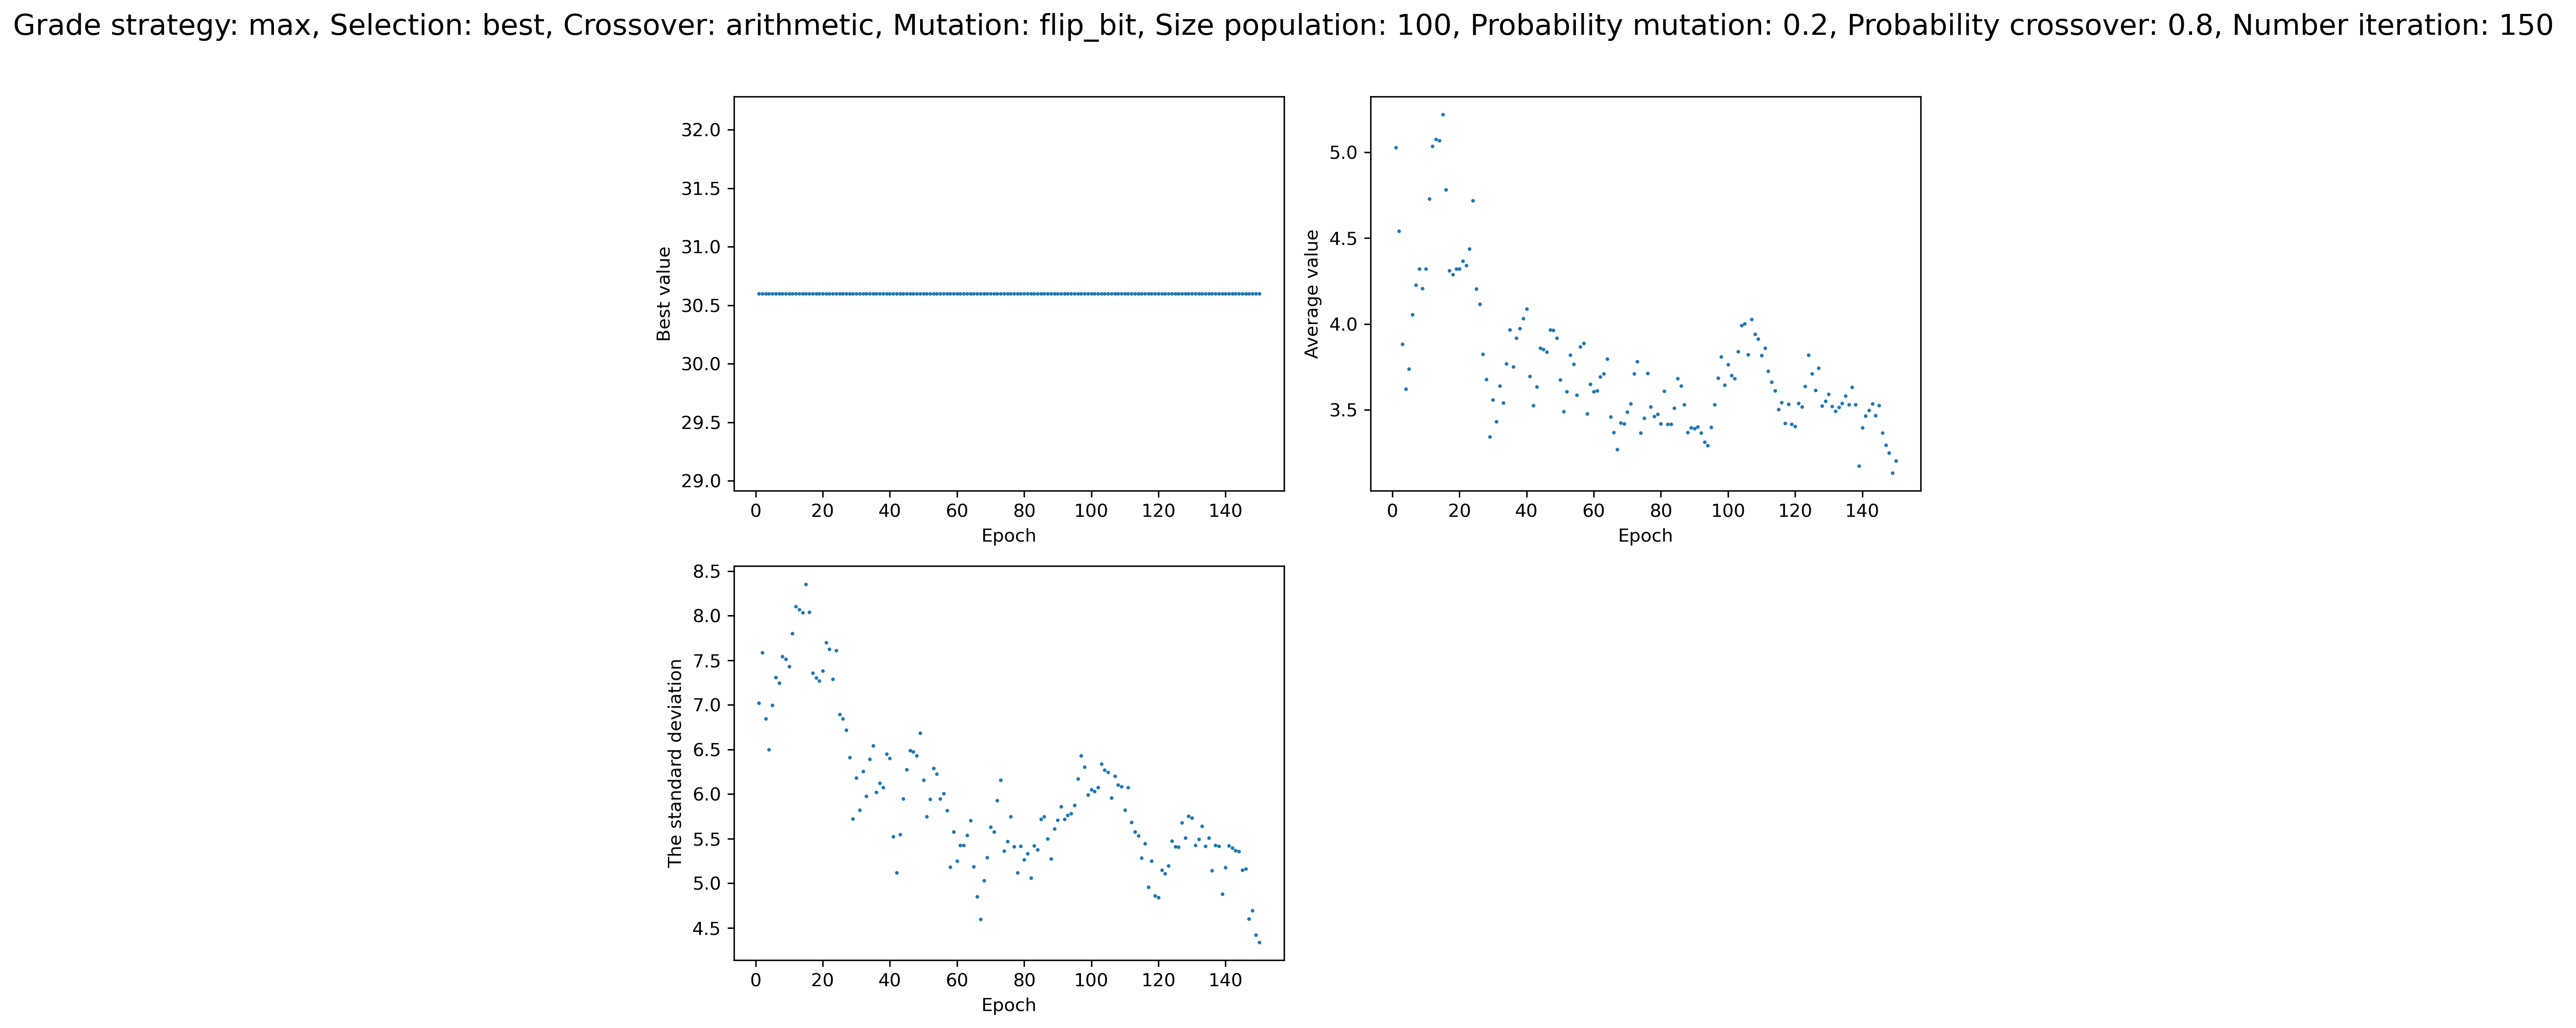 Grade strategy: max, Selection: best, Crossover: arithmetic, Mutation: flip_bit, Size population: 100, Probability mutation: 0.2, Probability crossover: 0.8, Number iteration: 150
32.0
31.5
31.0
30.5
30.0
29.5
29.0
Best value
0 20 40 60 80 100 120 140
Epoch
5.0
4.5
4.0
3.5
Average value
0 20 40 60 80 100 120 140
Epoch
8.5
8.0
7.5
7.0
6.5
6.0
5.5
5.0
4.5
The standard deviation
0 20 40 60 80 100 120 140
Epoch